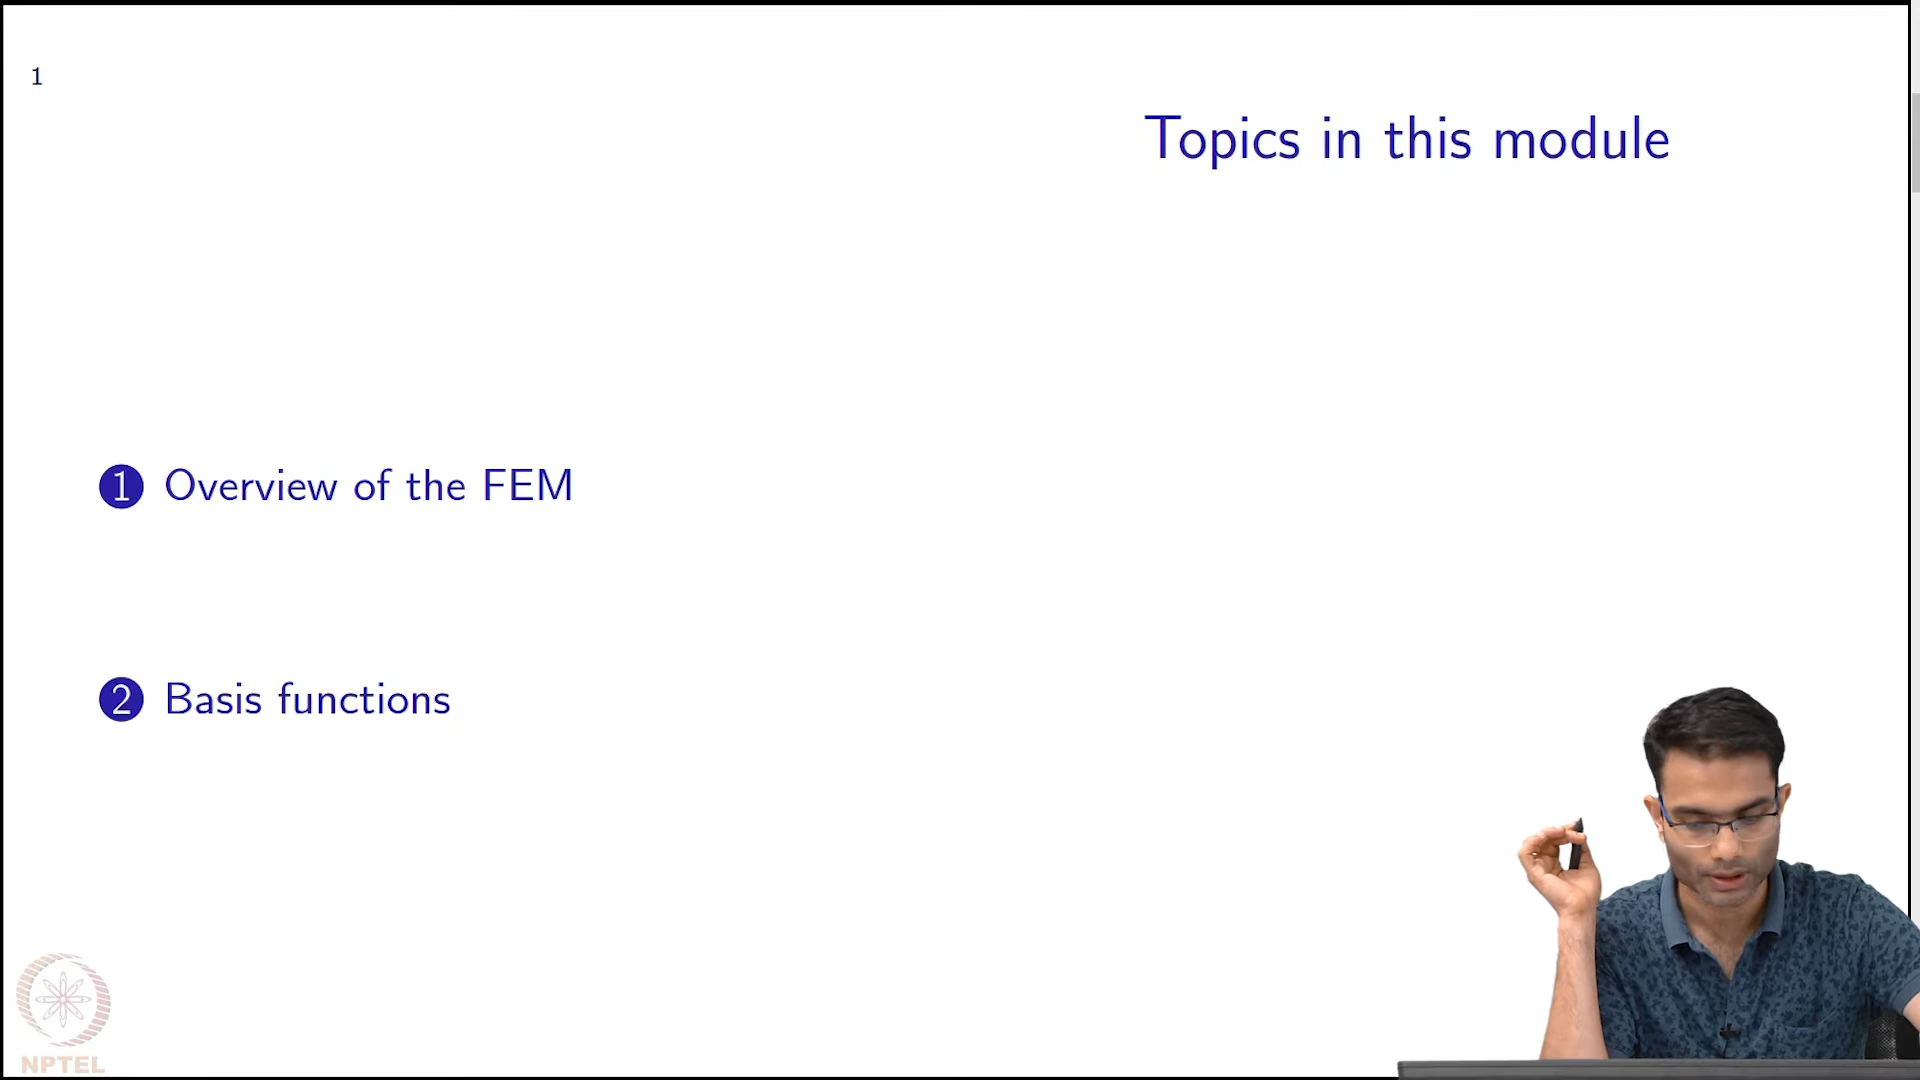 1
Topics in this module
1 Overview of the FEM
2 Basis functions
NPTEL